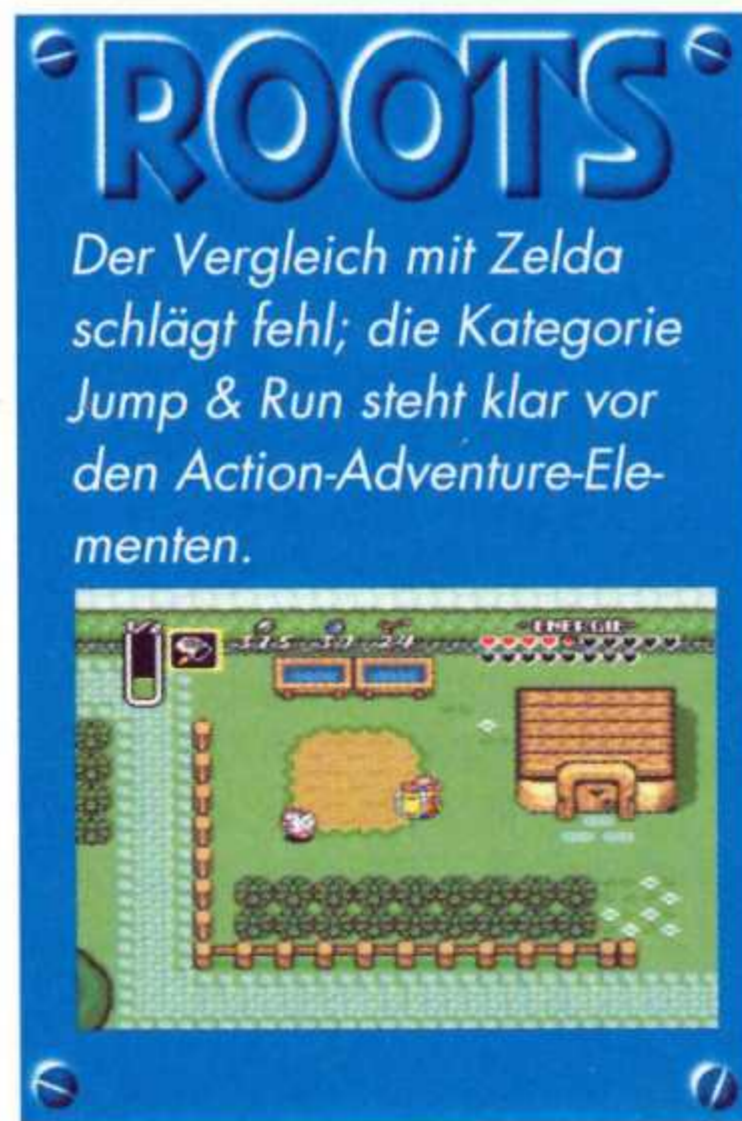 ROOTS
Der Vergleich mit Zelda
schlägt fehl; die Kategorie
Jump & Run steht klar vor
den Action-Adventure-Ele-
menten.
ENERGIE